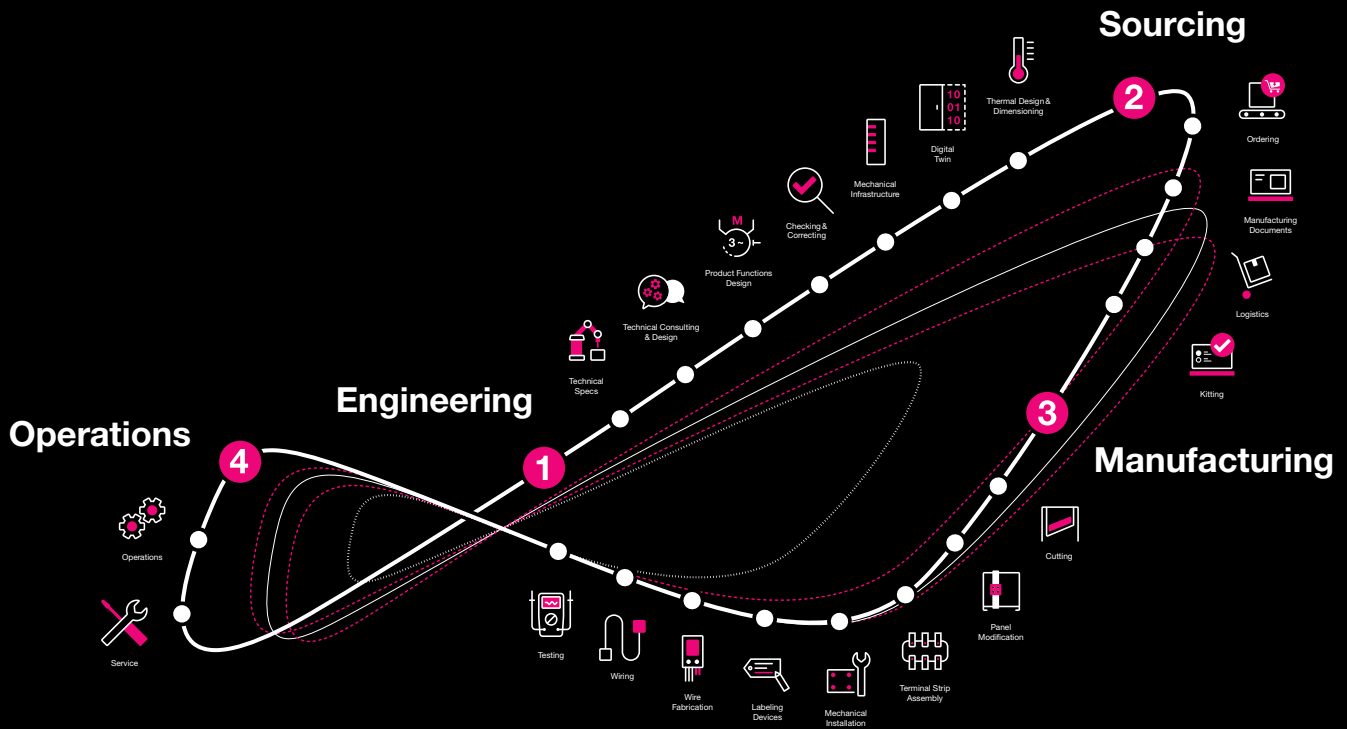 Sourcing
2
Thermal Design &
Dimensioning
10
01
10
Digital
Twin
Mechanical
Infrastructure
Checking &
Correcting
M
3 ~
Product Functions
Design
Technical Consulting
& Design
Technical
Specs
Engineering
1
Ordering
Manufacturing
Documents
Logistics
Kitting
3
Manufacturing
Cutting
Panel
Modification
Terminal Strip
Assembly
Mechanical
Installation
Labeling
Devices
Wire
Fabrication
Wiring
Testing
Operations
4
Operations
Service